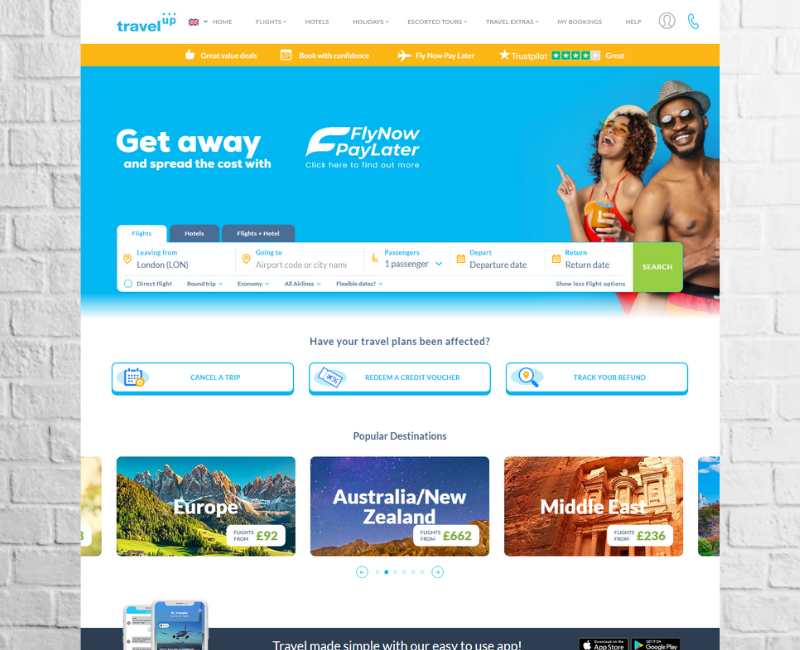 travel up
HOME
FLIGHTS
HOTELS
HOLIDAYS
ESCORTED TOURS
TRAVEL EXTRAS
MY BOOKINGS
HELP
Great value deals
Book with confidence
Fly Now Pay Later
Trustpilot
Great
Get away
and spread the cost with
FlyNow
PayLater
Click here to find out more
Flights
Hotels
Flights + Hotel
Leaving from
London (LON)
Going to
Airport code or city name
Passengers
1 passenger
Depart
Departure date
Return
Return date
SEARCH
Direct flight
Round trip
Economy
All Airlines
Flexible dates?
Show less flight options
Have your travel plans been affected?
CANCEL A TRIP
REDEEM A CREDIT VOUCHER
TRACK YOUR REFUND
Popular Destinations
Europe
FLIGHTS
FROM
£92
Australia/New
Zealand
FLIGHTS
FROM
£662
Middle East
FLIGHTS
FROM
£236
Travel made simple with our easy to use app!
Download on the
App Store
GET IT ON
Google Play